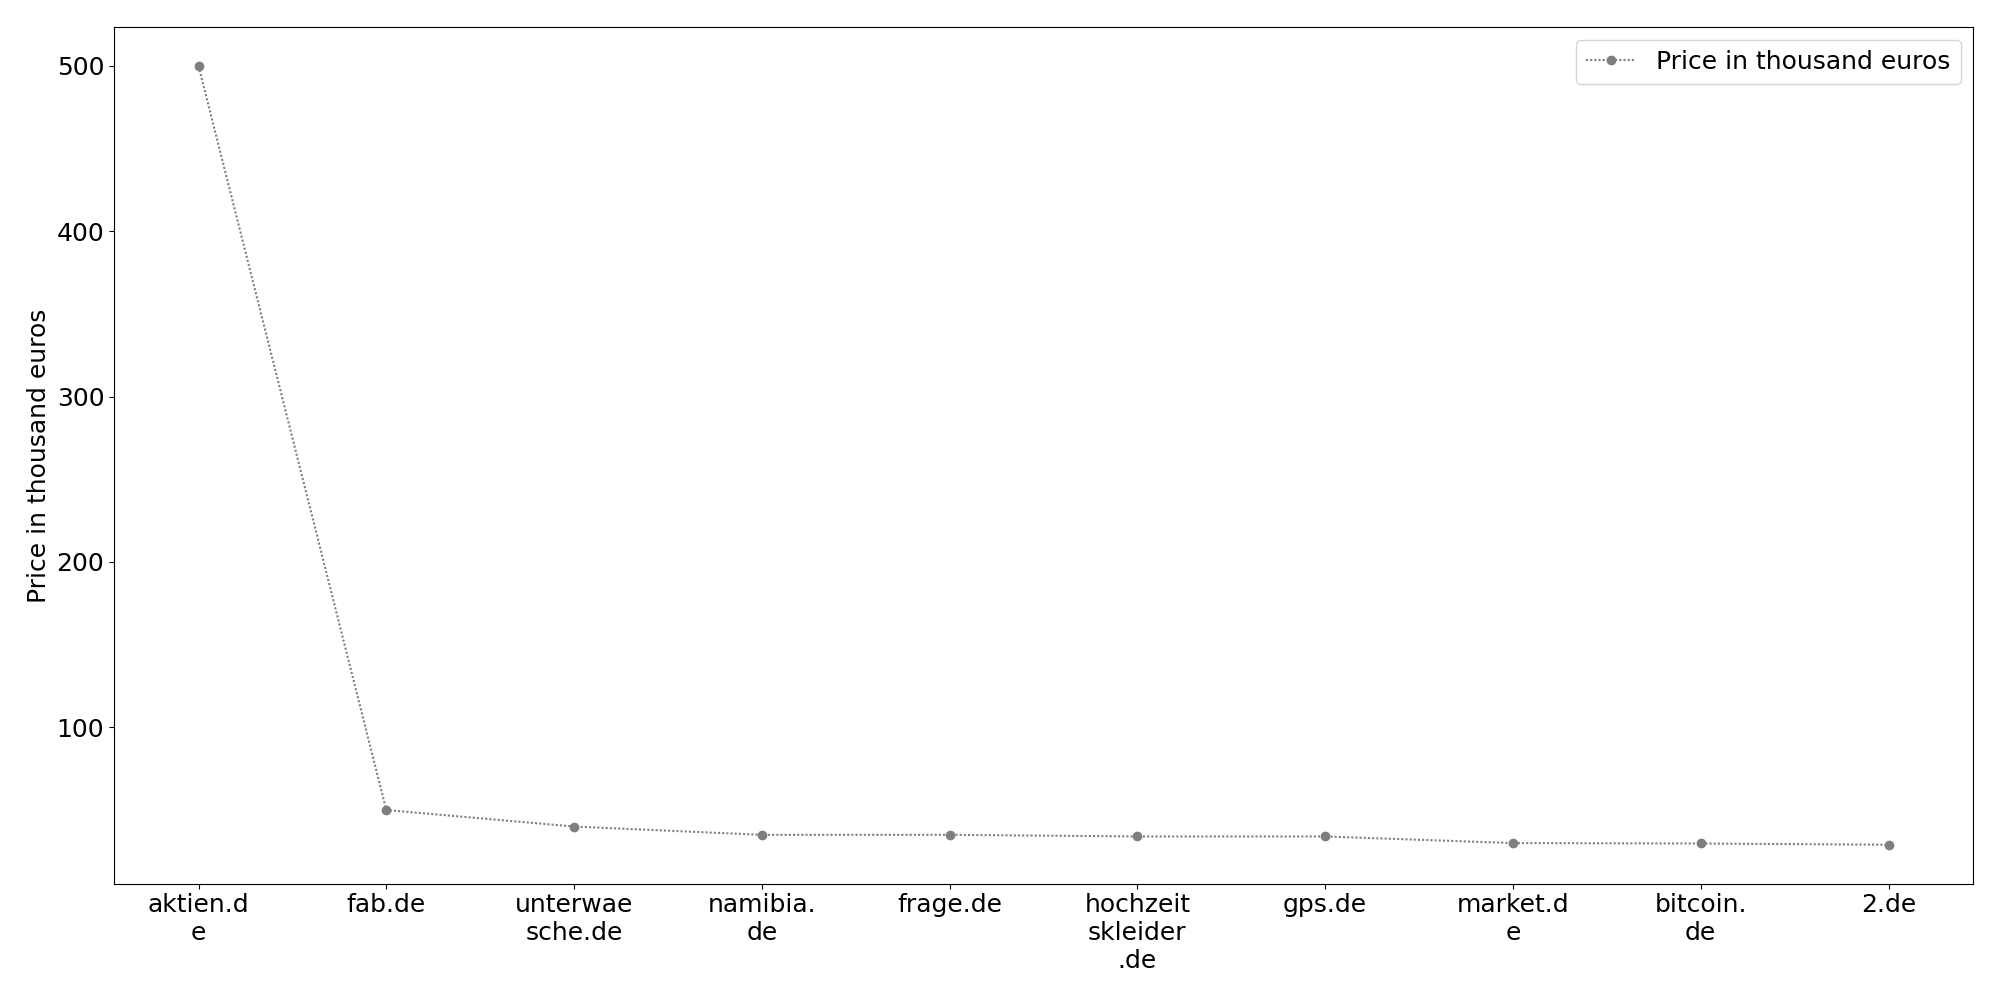 Price in thousand euros
500
400
300
200
100
Price in thousand euros
aktien.d
e
fab.de
unterwae
sche.de
namibia.
de
frage.de
hochzeit
skleider
.de
gps.de
market.d
e
bitcoin.
de
2.de